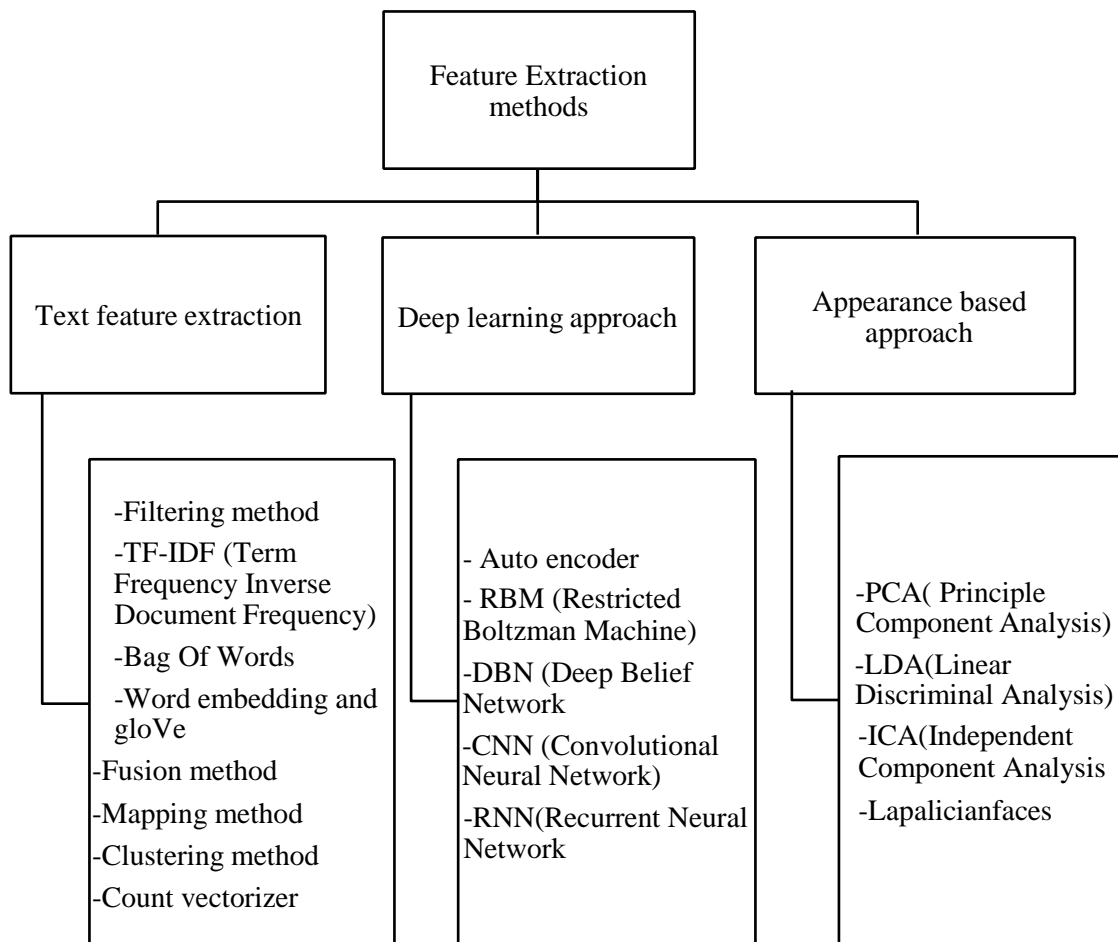 Feature Extraction
methods
Text feature extraction
Deep learning approach
Appearance based
approach
-Filtering method
-TF-IDF (Term
Frequency Inverse
Document Frequency)
-Bag Of Words
-Word embedding and
gloVe
-Fusion method
-Mapping method
-Clustering method
-Count vectorizer
- Auto encoder
- RBM (Restricted
Boltzman Machine)
-DBN (Deep Belief
Network
-CNN (Convolutional
Neural Network)
-RNN(Recurrent Neural
Network
-PCA( Principle
Component Analysis)
-LDA(Linear
Discriminal Analysis)
-ICA(Independent
Component Analysis
-Lapalicianfaces